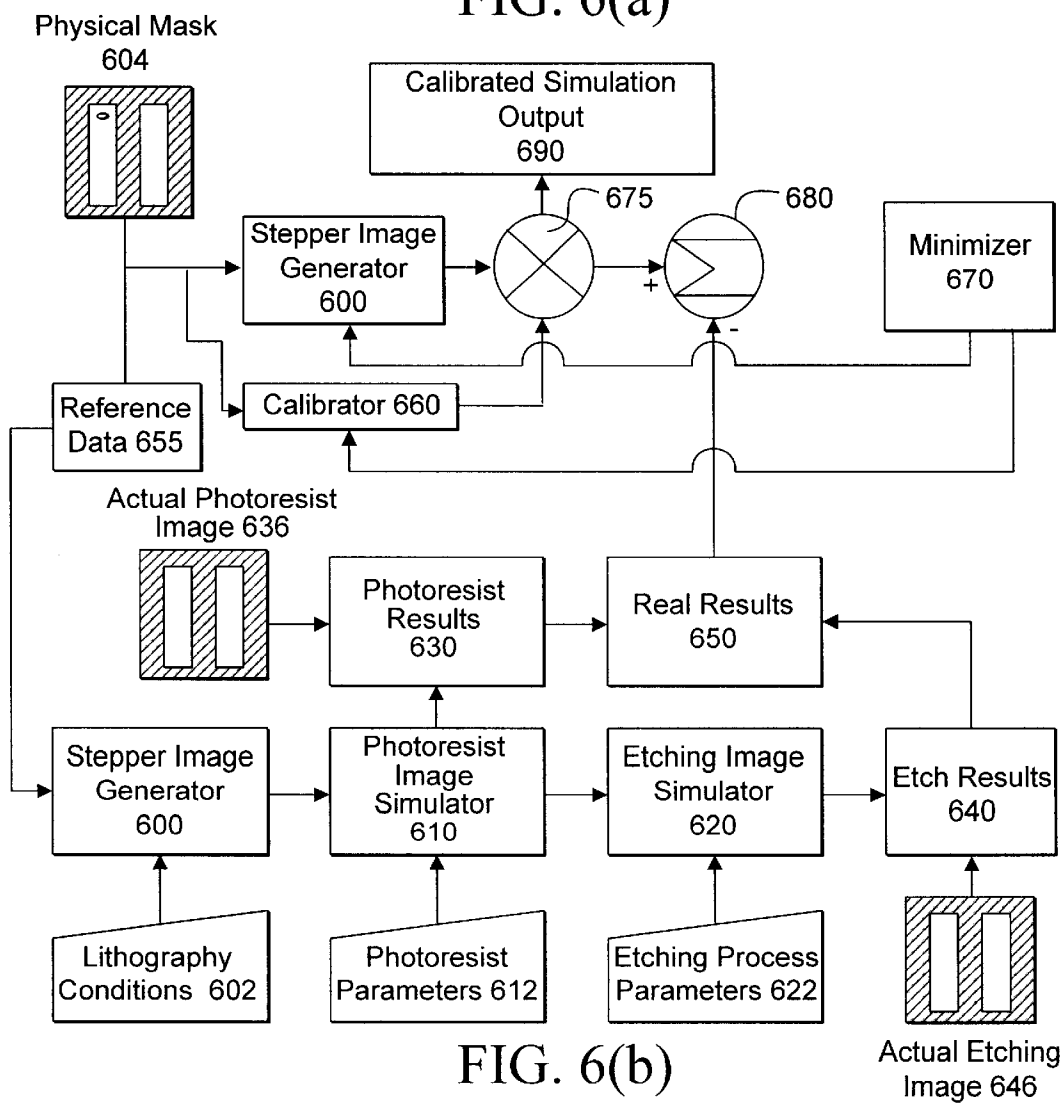 FIG. 6(a)
Physical Mask
604
Calibrated Simulation
Output
690
675
680
Stepper Image
Generator
600
Minimizer
670
+
-
Reference
Data 655
Calibrator 660
Actual Photoresist
Image 636
Photoresist
Results
630
Real Results
650
Stepper Image
Generator
600
Photoresist
Image
Simulator
610
Etching Image
Simulator
620
Etch Results
640
Lithography
Conditions 602
Photoresist
Parameters 612
Etching Process
Parameters 622
Actual Etching
Image 646
FIG. 6(b)